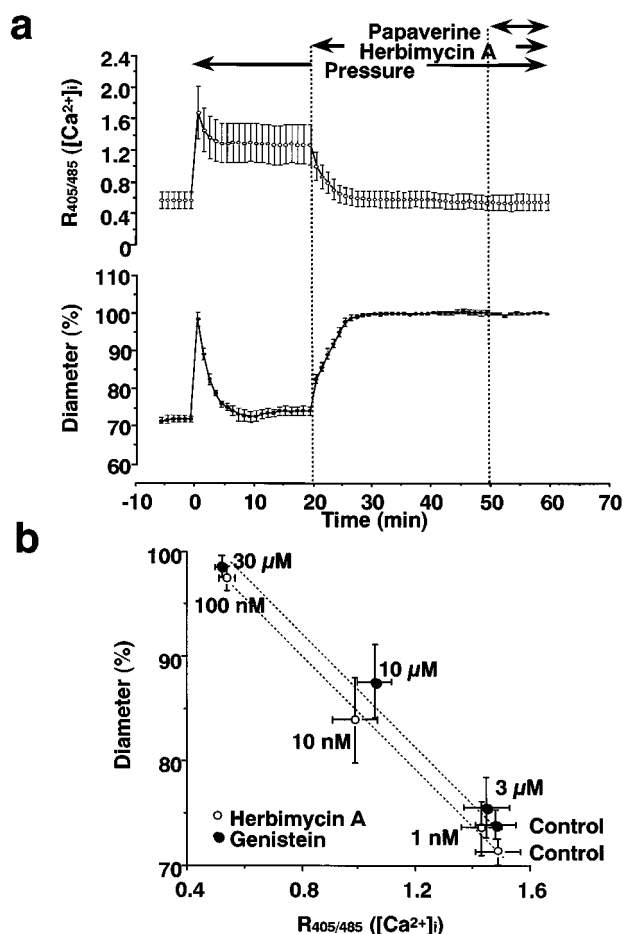 a
Papaverine
Herbimycin A
Pressure
R405/485 ([Ca2+]i)
2.4
2.0
1.6
1.2
0.8
0.4
0
Diameter (%)
110
100
90
80
70
60
-10 0 10 20 30 40 50 60 70
Time (min)
b
Diameter (%)
100
90
80
70
30 µM
100 nM
10 µM
10 nM
3 µM
1 nM
Control
Control
Herbimycin A
Genistein
0.4 0.8 1.2 1.6
R405/485 ([Ca2+]i)